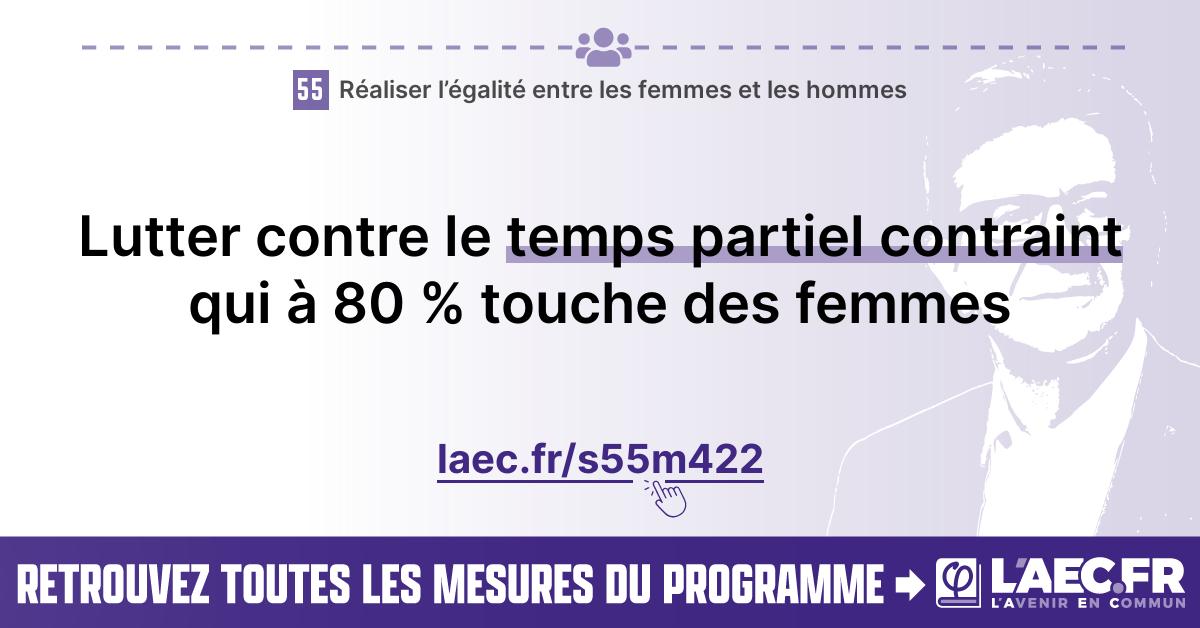 55 Réaliser l’égalité entre les femmes et les hommes
Lutter contre le temps partiel contraint
qui à 80 % touche des femmes
laec.fr/s55m422
RETROUVEZ TOUTES LES MESURES DU PROGRAMME
L'AEC.FR
L'AVENIR EN COMMUN